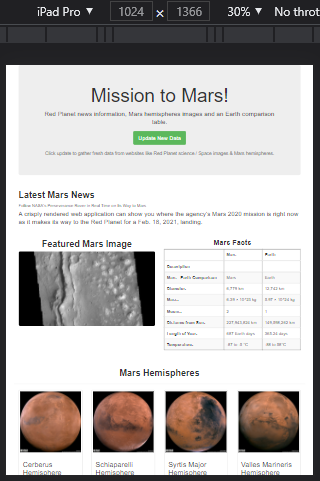 iPad Pro ▼ 1024 × 1366 30% ▼ No throt
Mission to Mars!
Red Planet news information, Mars hemispheres images and an Earth comparison
table.
Update New Data
Click update to gather fresh data from websites like Red Planet science / Space images & Mars hemispheres.
Latest Mars News
Follow NASA's Perseverance Rover in Real Time on Its Way to Mars
A crisply rendered web application can show you where the agency's Mars 2020 mission is right now
as it makes its way to the Red Planet for a Feb. 18, 2021, landing.
Featured Mars Image
Mars Facts
Mars Earth
Description
Mars - Earth Comparison Mars Earth
Diameter: 6,779 km 12,742 km
Mass: 6.39 × 10^23 kg 5.97 × 10^24 kg
Moons: 2 1
Distance from Sun: 227,943,824 km 149,598,262 km
Length of Year: 687 Earth days 365.24 days
Temperature: -87 to -5 °C -88 to 58°C
Mars Hemispheres
Cerberus
Hemisphere
Schiaparelli
Hemisphere
Syrtis Major
Hemisphere
Valles Marineris
Hemisphere